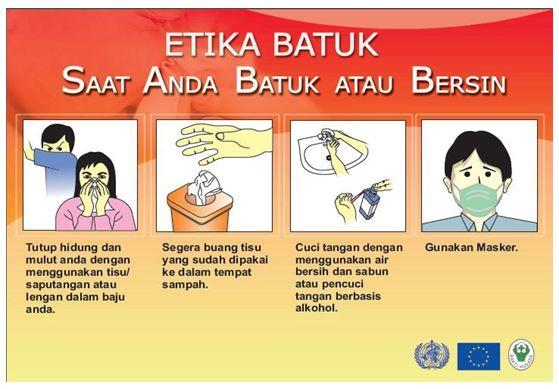 ETIKA BATUK
SAAT ANDA BATUK ATAU BERSIN
Tutup hidung dan
mulut anda dengan
menggunakan tisu/
saputangan atau
lengan dalam baju
anda.
Segera buang tisu
yang sudah dipakai
ke dalam tempat
sampah.
Cuci tangan dengan
menggunakan air
bersih dan sabun
atau pencuci
tangan berbasis
alkohol.
Gunakan Masker.
BAKTI HUSADA